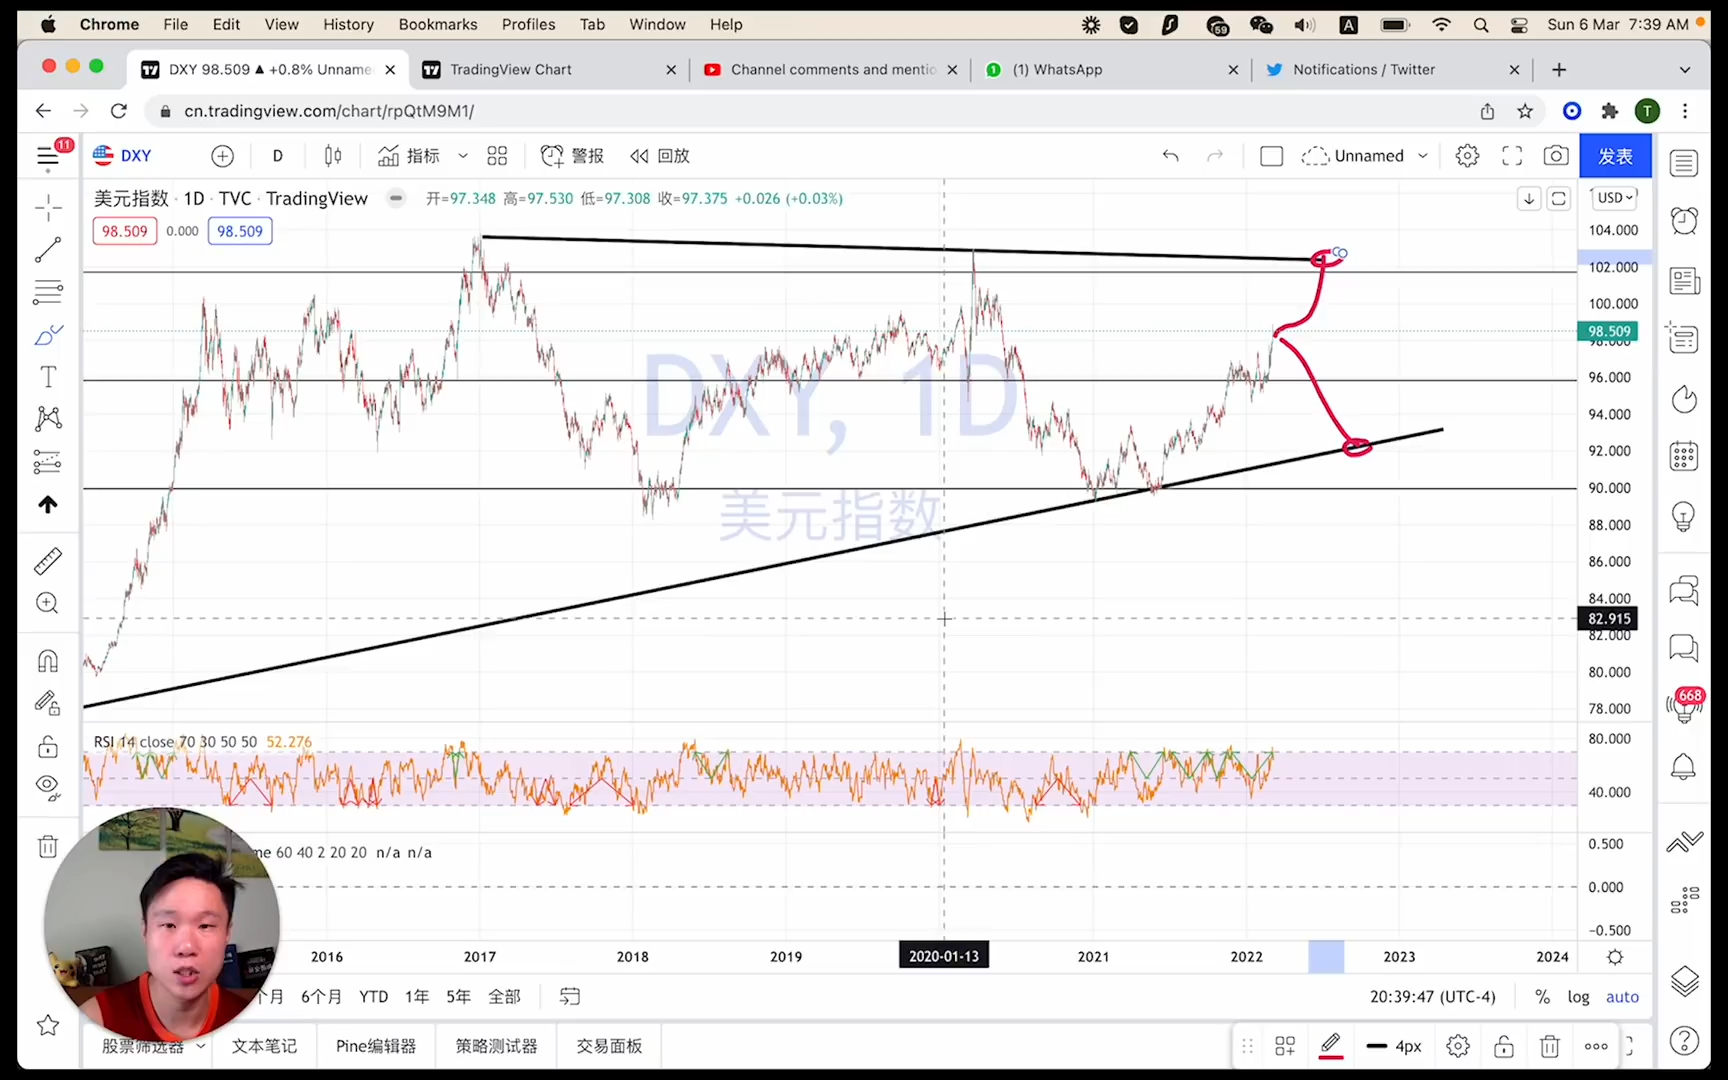 Chrome File Edit View History Bookmarks Profiles Tab Window Help 59 A Sun 6 Mar 7:39 AM
DXY 98.509 ▲ +0.8% Unname TradingView Chart Channel comments and mentio (1) WhatsApp Notifications / Twitter
cn.tradingview.com/chart/rpQtM9M1/ T
11 DXY D 指标 警报 回放 Unnamed 发表
美元指数 · 1D · TVC · TradingView 开=97.348 高=97.530 低=97.308 收=97.375 +0.026 (+0.03%) USD
98.509 0.000 98.509
104.000
102.000
100.000
98.509
98.000
96.000
94.000
92.000
90.000
88.000
86.000
84.000
82.915
82.000
80.000
78.000
DXY, 1D
美元指数
668
RSI 14 close 70 30 50 50 52.276
80.000
40.000
me 60 40 2 20 20 n/a n/a
0.500
0.000
-0.500
2016 2017 2018 2019 2020-01-13 2021 2022 2023 2024
个月 6个月 YTD 1年 5年 全部 20:39:47 (UTC-4) % log auto
股票筛选器 文本笔记 Pine编辑器 策略测试器 交易面板 4px